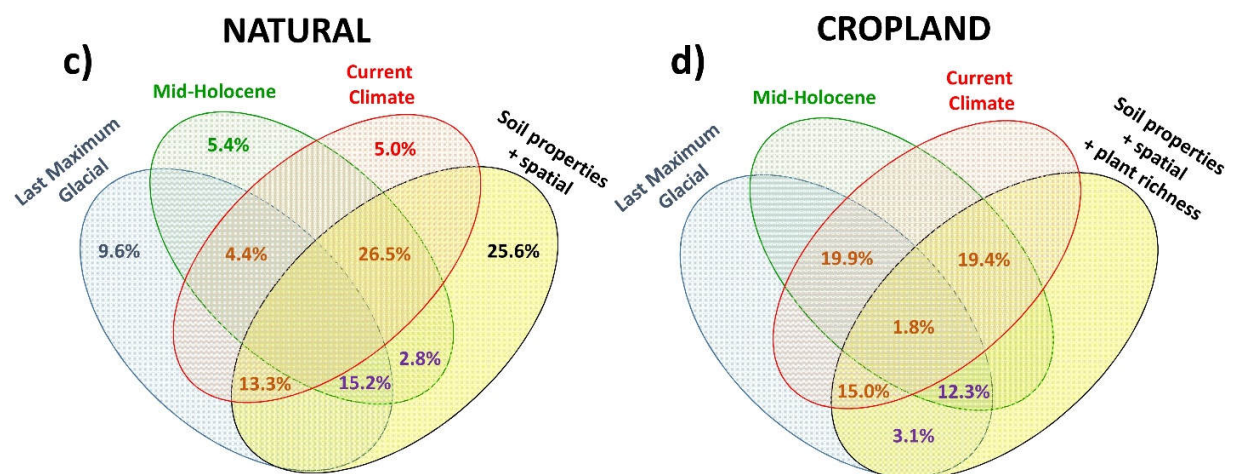 NATURAL
c)
Mid-Holocene
Current
Climate
Last Maximum
Glacial
Soil properties
+ spatial
5.4%
5.0%
9.6%
4.4%
26.5%
25.6%
2.8%
13.3%
15.2%
CROPLAND
d)
Mid-Holocene
Current
Climate
Last Maximum
Glacial
Soil properties
+ spatial
+ plant richness
19.9%
19.4%
1.8%
15.0%
12.3%
3.1%